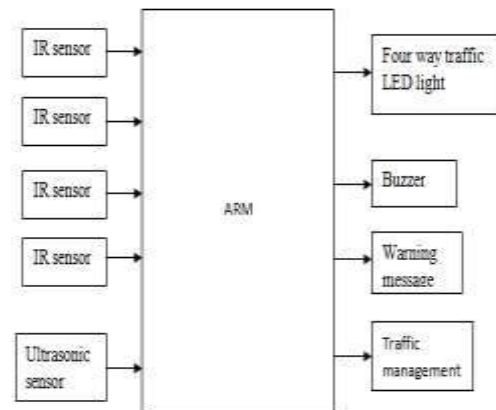 IR sensor
IR sensor
IR sensor
IR sensor
Ultrasonic
sensor
ARM
Four way traffic
LED light
Buzzer
Warning
message
Traffic
management